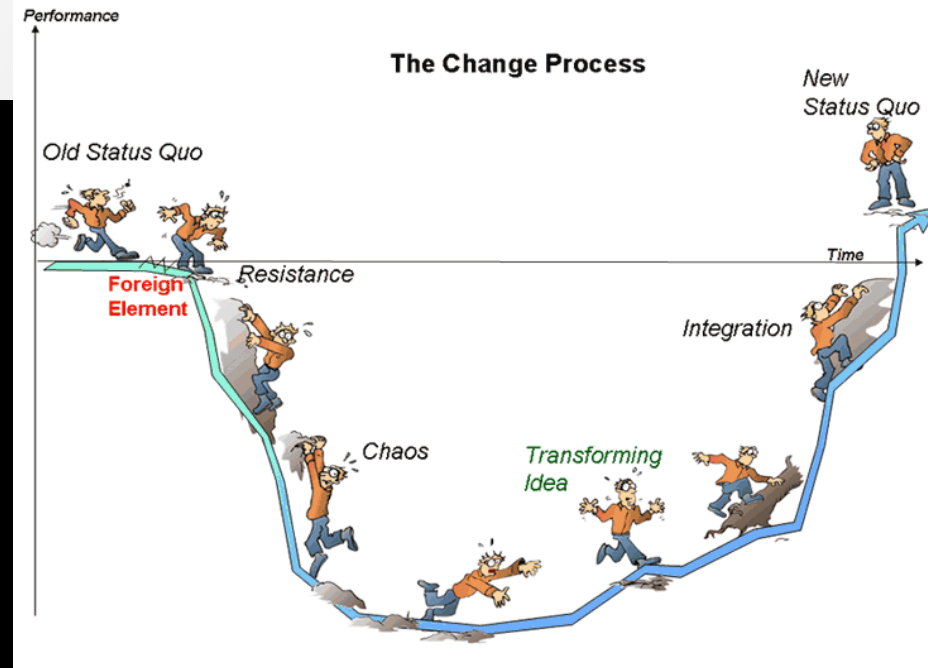 Performance
The Change Process
New
Status Quo
Old Status Quo
Time
Foreign
Element
Resistance
Integration
Chaos
Transforming
Idea